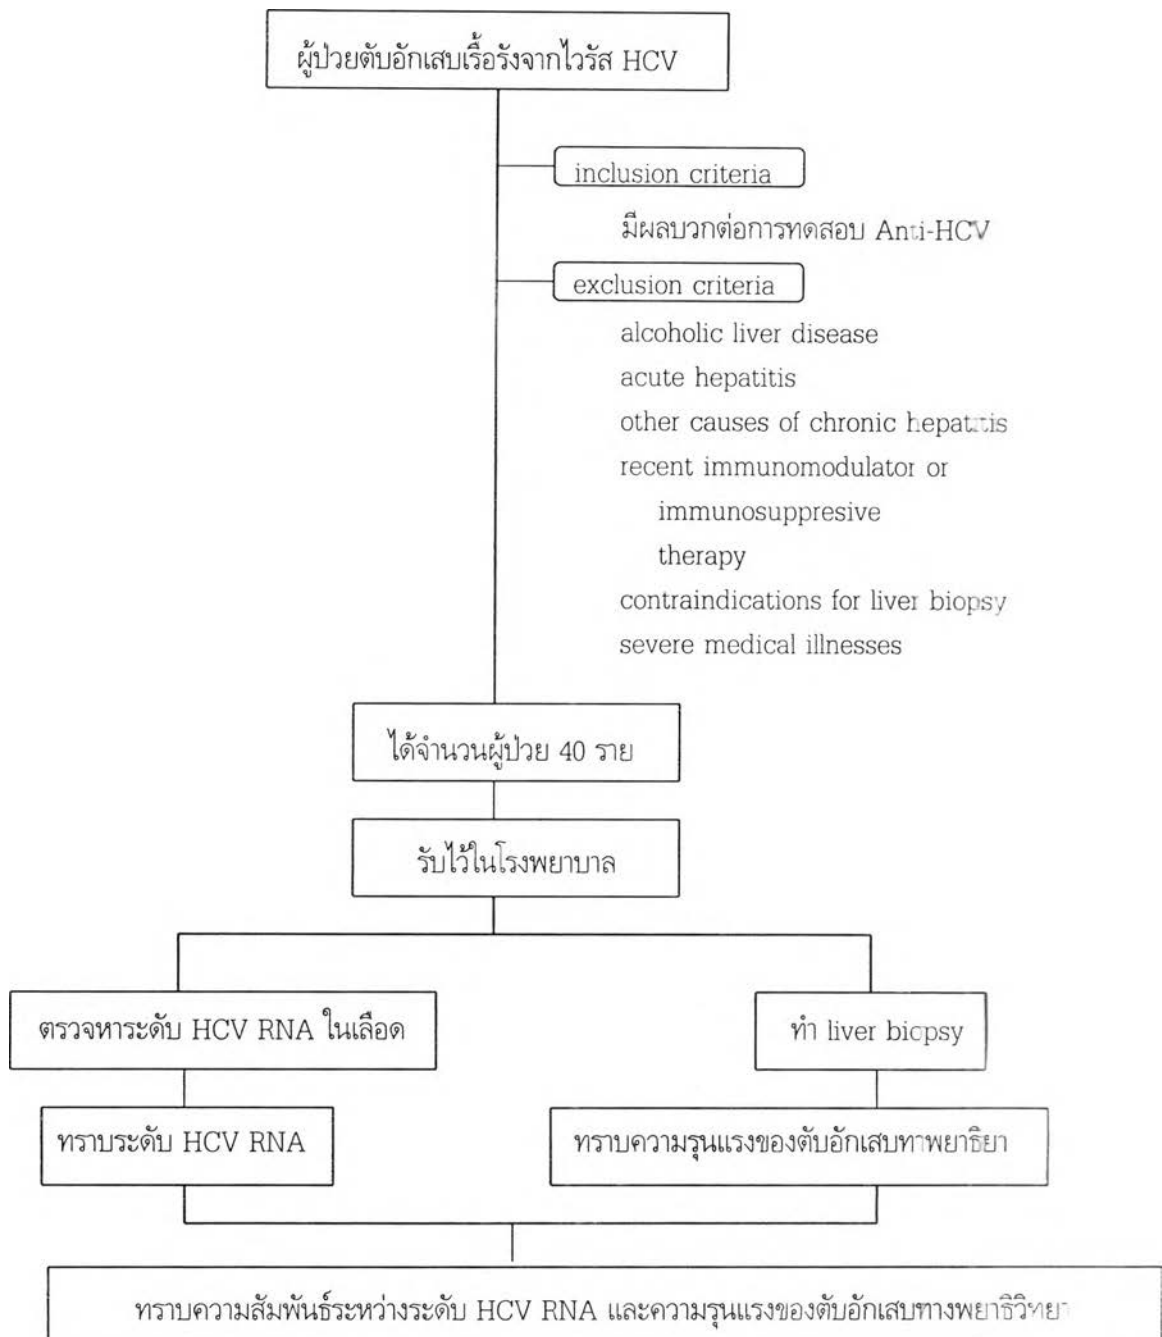 ผู้ป่วยตับอักเสบเรื้อรังจากไวรัส HCV
inclusion criteria
มีผลบวกต่อการทดสอบ Anti-HCV
exclusion criteria
alcoholic liver disease
acute hepatitis
other causes of chronic hepatitis
recent immunomodulator or
immunosuppresive
therapy
contraindications for liver biopsy
severe medical illnesses
ได้จำนวนผู้ป่วย 40 ราย
รับไว้ในโรงพยาบาล
ตรวจหาระดับ HCV RNA ในเลือด
ทำ liver biopsy
ทราบระดับ HCV RNA
ทราบความรุนแรงของตับอักเสบทาพยาธิยา
ทราบความสัมพันธ์ระหว่างระดับ HCV RNA และความรุนแรงของตับอักเสบทางพยาธิวิทยา